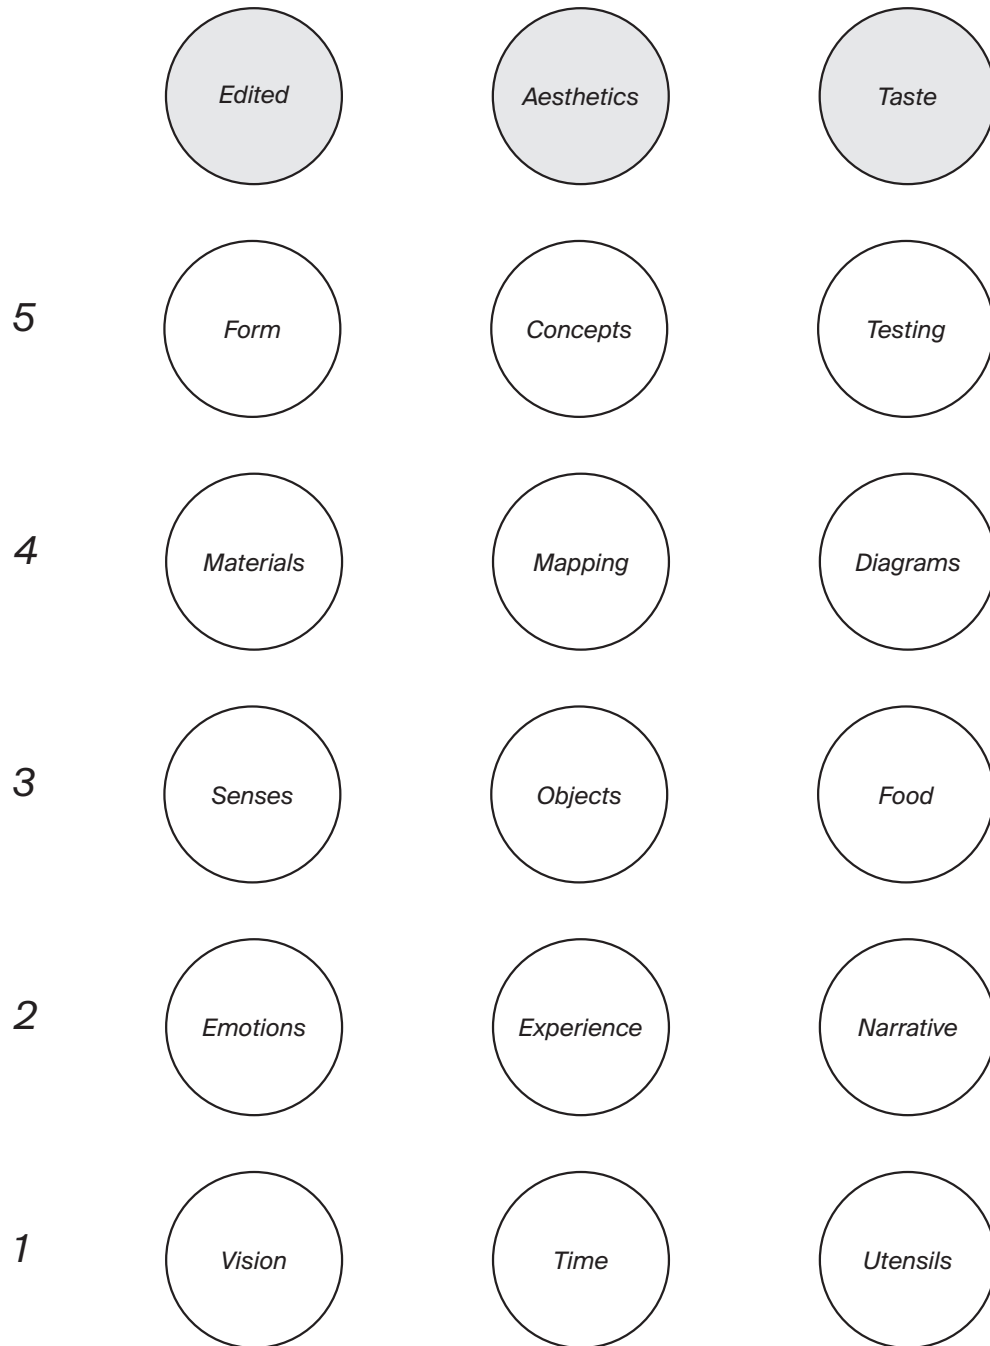 Edited Aesthetics Taste
5 Form Concepts Testing
4 Materials Mapping Diagrams
3 Senses Objects Food
2 Emotions Experience Narrative
1 Vision Time Utensils